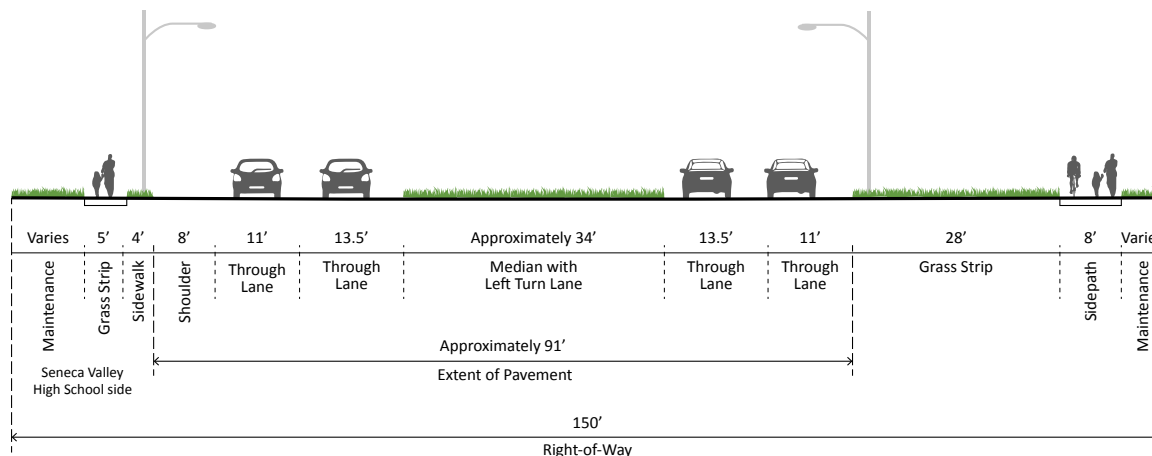 Varies 5’ 4’ 8’ 11’ 13.5’ Approximately 34’ 13.5’ 11’ 28’ 8’ Varie
Maintenance
Grass Strip
Sidewalk
Shoulder
Through
Lane
Through
Lane
Median with
Left Turn Lane
Through
Lane
Through
Lane
Grass Strip
Sidepath
Maintenance
Approximately 91’
Extent of Pavement
Seneca Valley
High School side
150’
Right-of-Way